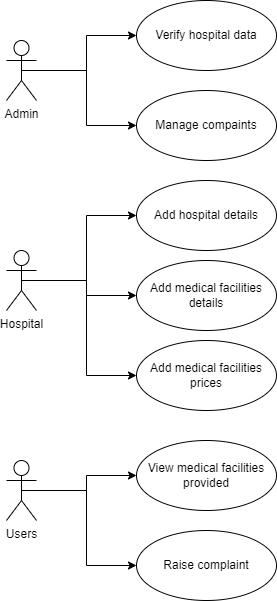 Verify hospital data
Admin
Manage compaints
Add hospital details
Add medical facilities
details
Hospital
Add medical facilities
prices
View medical facilities
provided
Users
Raise complaint